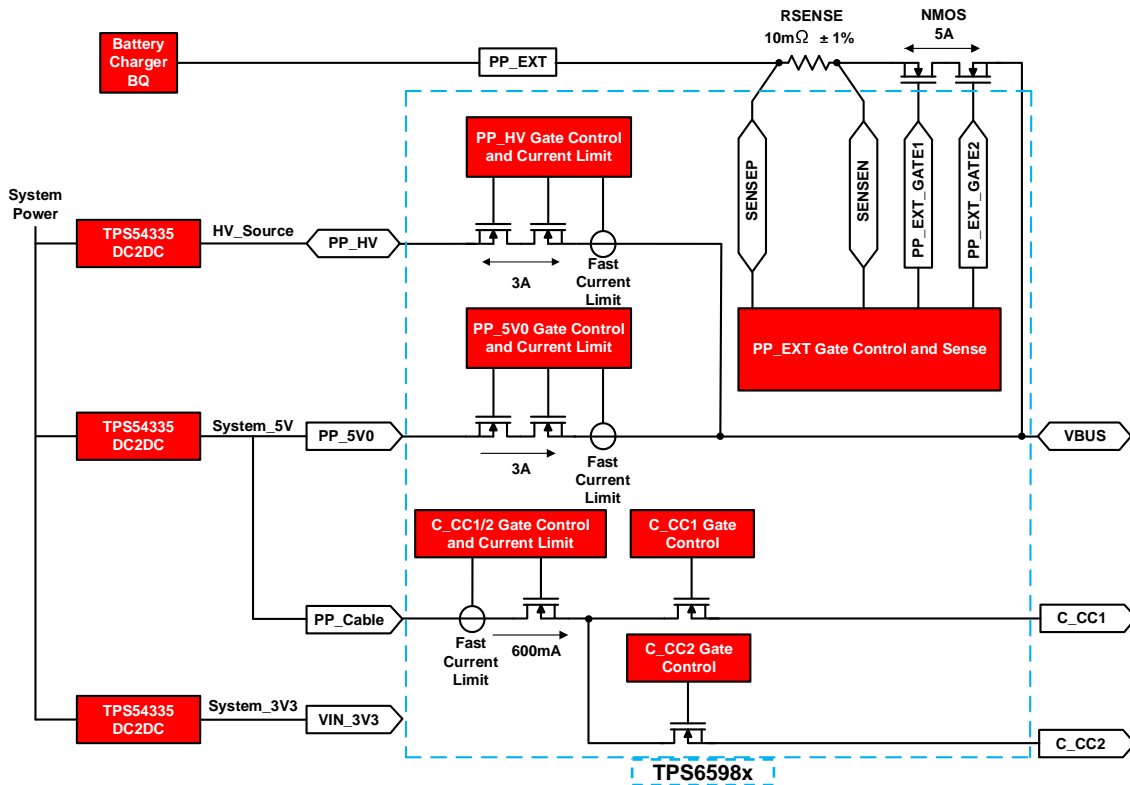 RSENSE
10mΩ ± 1%
NMOS
5A
Battery
Charger
BQ
PP_EXT
PP_HV Gate Control
and Current Limit
SENSEP
SENSEN
PP_EXT_GATE1
PP_EXT_GATE2
System
Power
TPS54335
DC2DC
HV_Source
PP_HV
3A
Fast
Current
Limit
PP_5V0 Gate Control
and Current Limit
PP_EXT Gate Control and Sense
TPS54335
DC2DC
System_5V
PP_5V0
3A
Fast
Current
Limit
VBUS
C_CC1/2 Gate Control
and Current Limit
C_CC1 Gate
Control
PP_Cable
Fast
Current
Limit
600mA
C_CC1
C_CC2 Gate
Control
TPS54335
DC2DC
System_3V3
VIN_3V3
C_CC2
TPS6598x